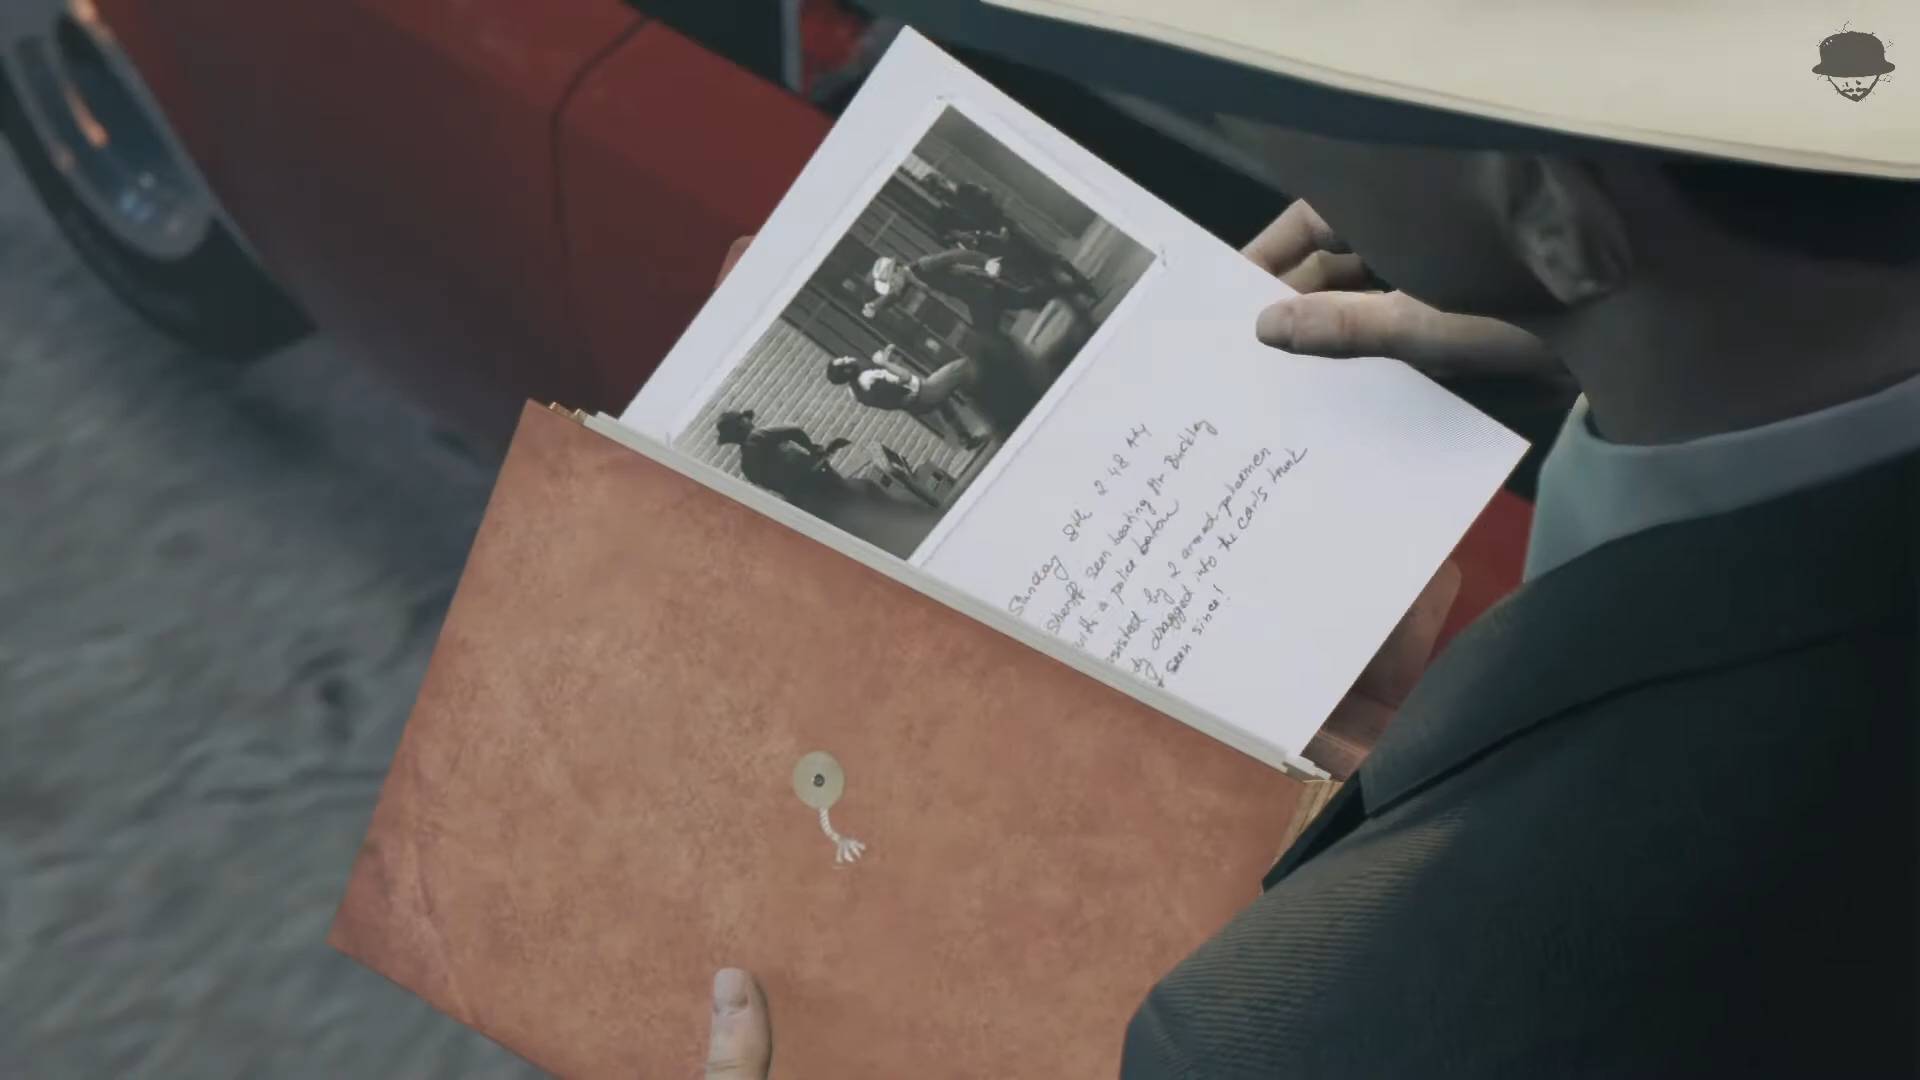 Sunday 8th 2 48 AM
Sheriff seen beating Mr Buckley
with a police baton
assisted by 2 armed policemen
dragged into the car's trunk
seen since!